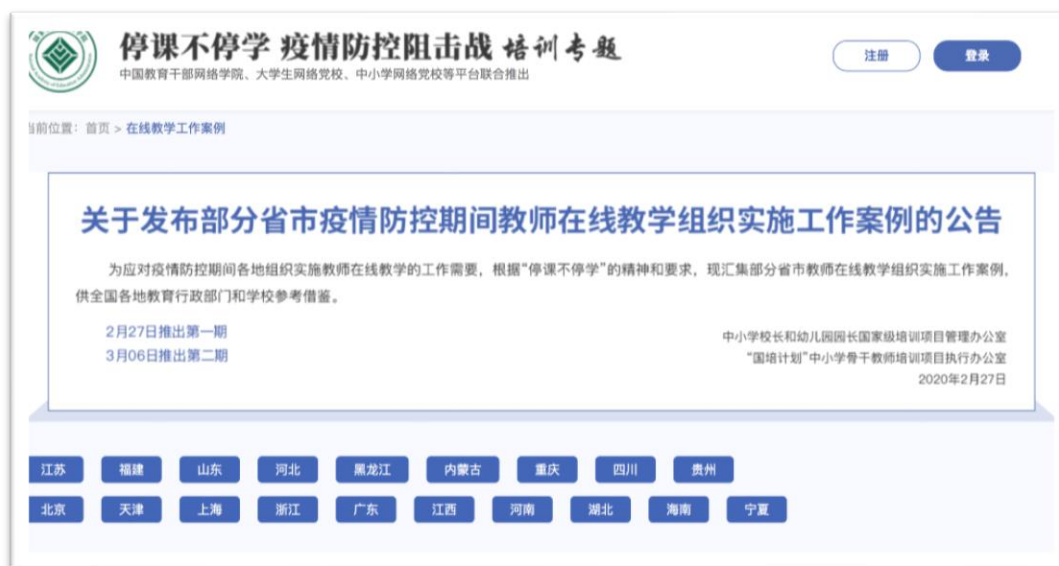 停课不停学 疫情防控阻击战 培训专题
中国教育干部网络学院、大学生网络党校、中小学网络党校等平台联合推出
注册
登录
当前位置：首页 > 在线教学工作案例
关于发布部分省市疫情防控期间教师在线教学组织实施工作案例的公告
为应对疫情防控期间各地组织实施教师在线教学的工作需要，根据“停课不停学”的精神和要求，现汇集部分省市教师在线教学组织实施工作案例，
供全国各地教育行政部门和学校参考借鉴。
2月27日推出第一期
3月06日推出第二期
中小学校长和幼儿园园长国家级培训项目管理办公室
“国培计划”中小学骨干教师培训项目执行办公室
2020年2月27日
江苏 福建 山东 河北 黑龙江 内蒙古 重庆 四川 贵州
北京 天津 上海 浙江 广东 江西 河南 湖北 海南 宁夏